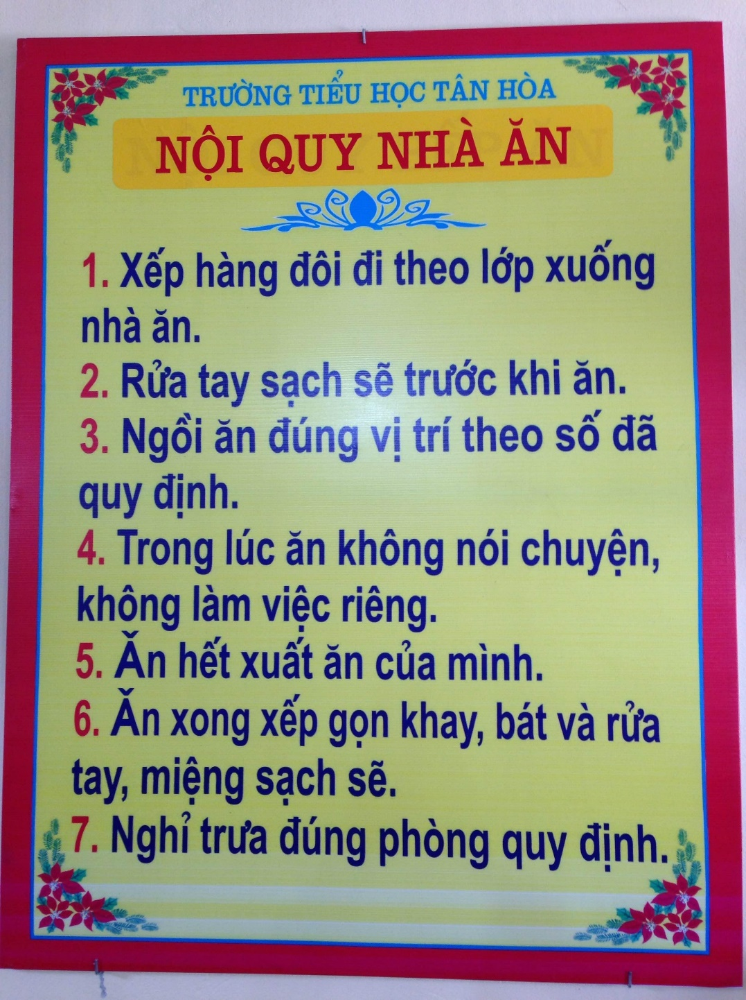 TRƯỜNG TIỂU HỌC TÂN HÒA
NỘI QUY NHÀ ĂN
1. Xếp hàng đôi đi theo lớp xuống
nhà ăn.
2. Rửa tay sạch sẽ trước khi ăn.
3. Ngồi ăn đúng vị trí theo số đã
quy định.
4. Trong lúc ăn không nói chuyện,
không làm việc riêng.
5. Ăn hết xuất ăn của mình.
6. Ăn xong xếp gọn khay, bát và rửa
tay, miệng sạch sẽ.
7. Nghỉ trưa đúng phòng quy định.